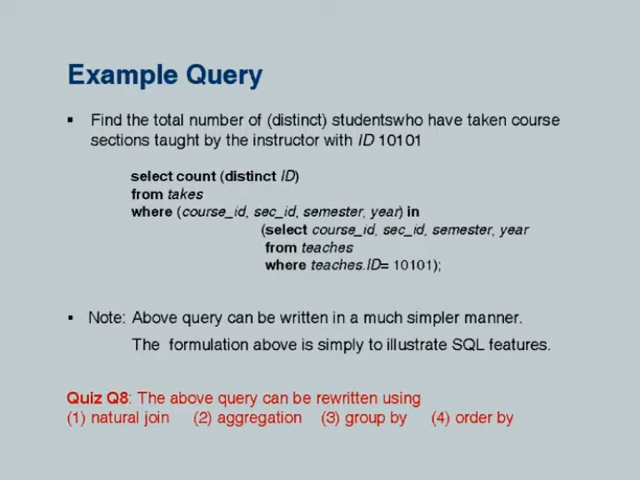 Example Query
▪ Find the total number of (distinct) studentswho have taken course
sections taught by the instructor with ID 10101
select count (distinct ID)
from takes
where (course_id, sec_id, semester, year) in
(select course_id, sec_id, semester, year
from teaches
where teaches.ID= 10101);
▪ Note: Above query can be written in a much simpler manner.
The formulation above is simply to illustrate SQL features.
Quiz Q8: The above query can be rewritten using
(1) natural join (2) aggregation (3) group by (4) order by